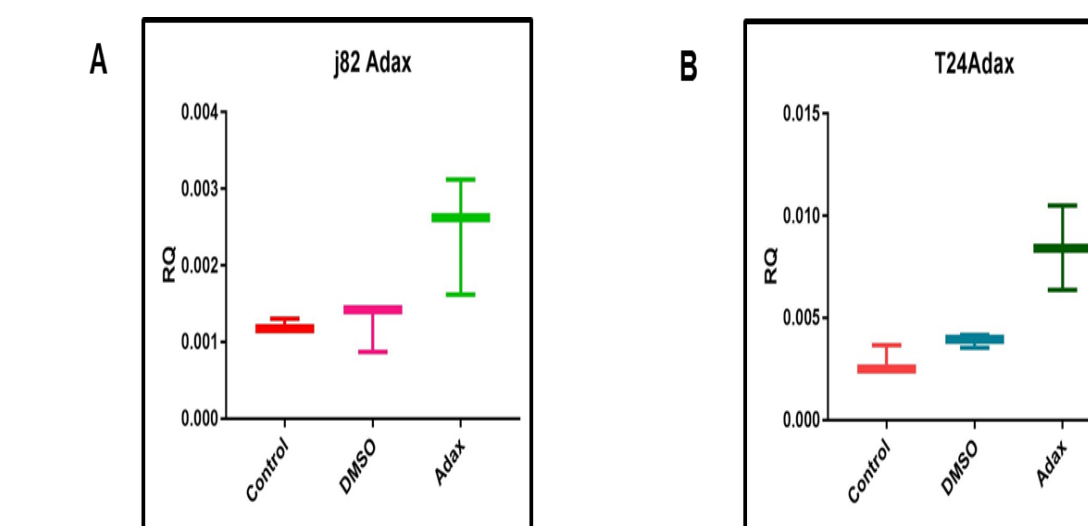 A
j82 Adax
0.004
0.003
0.002
0.001
0.000
RQ
Control
DMSO
Adax
B
T24Adax
0.015
0.010
0.005
0.000
RQ
Control
DMSO
Adax